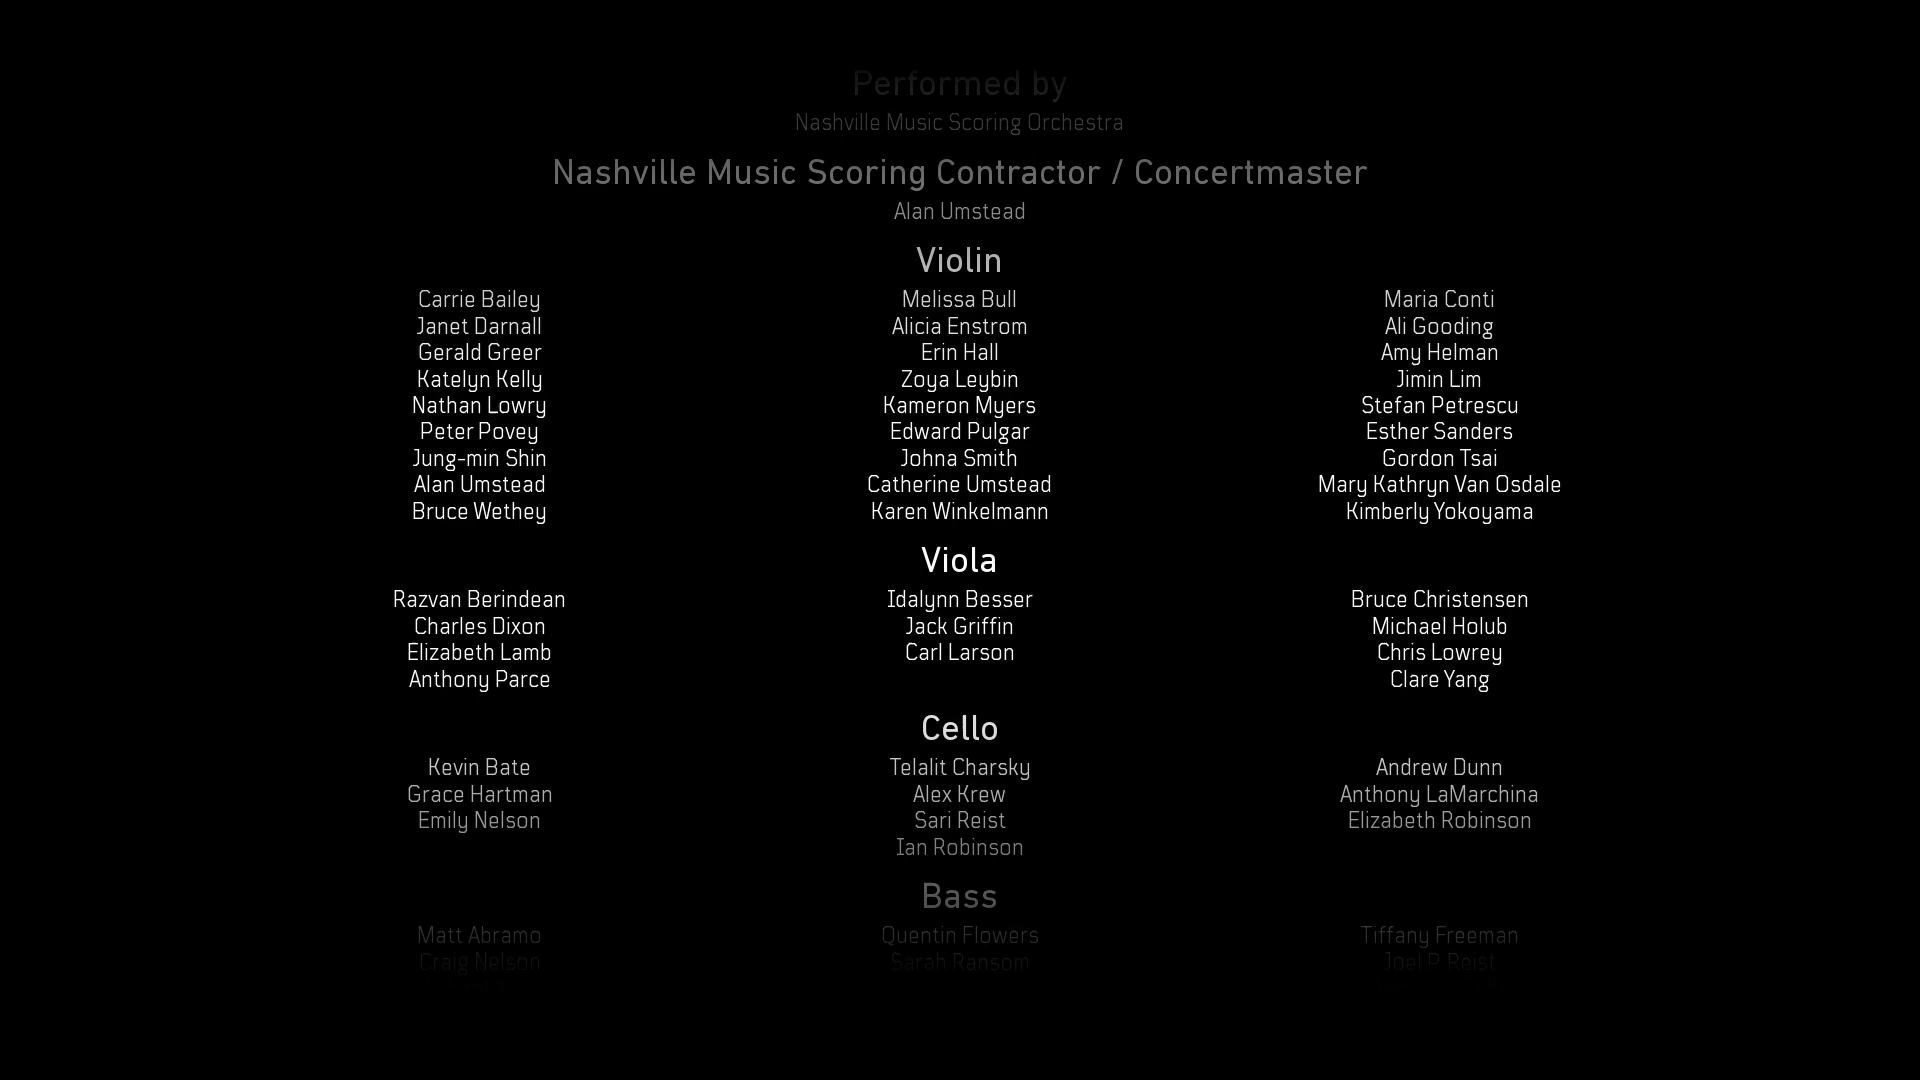 Performed by
Nashville Music Scoring Orchestra
Nashville Music Scoring Contractor / Concertmaster
Alan Umstead
Violin
Carrie Bailey Melissa Bull Maria Conti
Janet Darnall Alicia Enstrom Ali Gooding
Gerald Greer Erin Hall Amy Helman
Katelyn Kelly Zoya Leybin Jimin Lim
Nathan Lowry Kameron Myers Stefan Petrescu
Peter Povey Edward Pulgar Esther Sanders
Jung-min Shin Johna Smith Gordon Tsai
Alan Umstead Catherine Umstead Mary Kathryn Van Osdale
Bruce Wethey Karen Winkelmann Kimberly Yokoyama
Viola
Razvan Berindean Idalynn Besser Bruce Christensen
Charles Dixon Jack Griffin Michael Holub
Elizabeth Lamb Carl Larson Chris Lowrey
Anthony Parce Clare Yang
Cello
Kevin Bate Telalit Charsky Andrew Dunn
Grace Hartman Alex Krew Anthony LaMarchina
Emily Nelson Sari Reist Elizabeth Robinson
Ian Robinson
Bass
Matt Abramo Quentin Flowers Tiffany Freeman
Craig Nelson Sarah Ransom Joel P. Reist